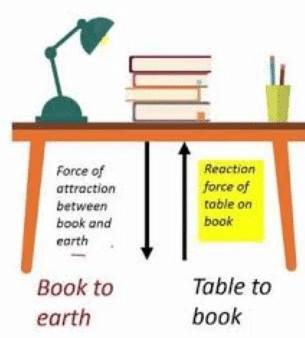 Force of
attraction
between
book and
earth
Reaction
force of
table on
book
Book to
earth
Table to
book